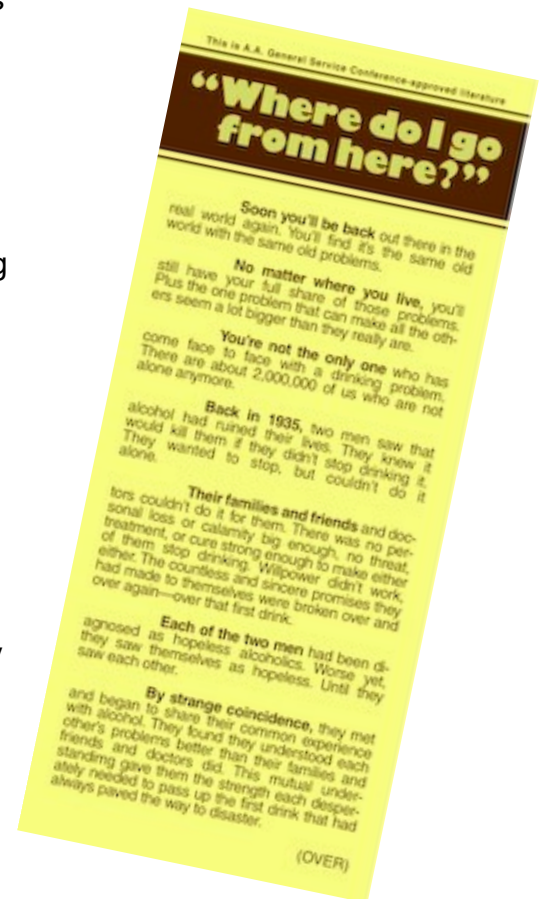 This is A.A. General Service Conference-approved literature
“Where do I go
from here?”
Soon you'll be back out there in the
real world again. You'll find it's the same old
world with the same old problems.
No matter where you live, you'll
still have your full share of those problems.
Plus the one problem that can make all the oth-
ers seem a lot bigger than they really are.
You're not the only one who has
come face to face with a drinking problem.
There are about 2,000,000 of us who are not
alone anymore.
Back in 1935, two men saw that
alcohol had ruined their lives. They knew it
would kill them if they didn't stop drinking it.
They wanted to stop, but couldn't do it
alone.
Their families and friends and doc-
tors couldn't do it for them. There was no per-
sonal loss or calamity big enough, no threat,
treatment, or cure strong enough to make either
of them stop drinking. Willpower didn't work,
either. The countless and sincere promises they
had made to themselves were broken over and
over again—over that first drink.
Each of the two men had been di-
agnosed as hopeless alcoholics. Worse yet,
they saw themselves as hopeless. Until they
saw each other.
By strange coincidence, they met
and began to share their common experience
with alcohol. They found they understood each
other's problems better than their families and
friends and doctors did. This mutual under-
standing gave them the strength each desper-
ately needed to pass up the first drink that had
always paved the way to disaster.
(OVER)